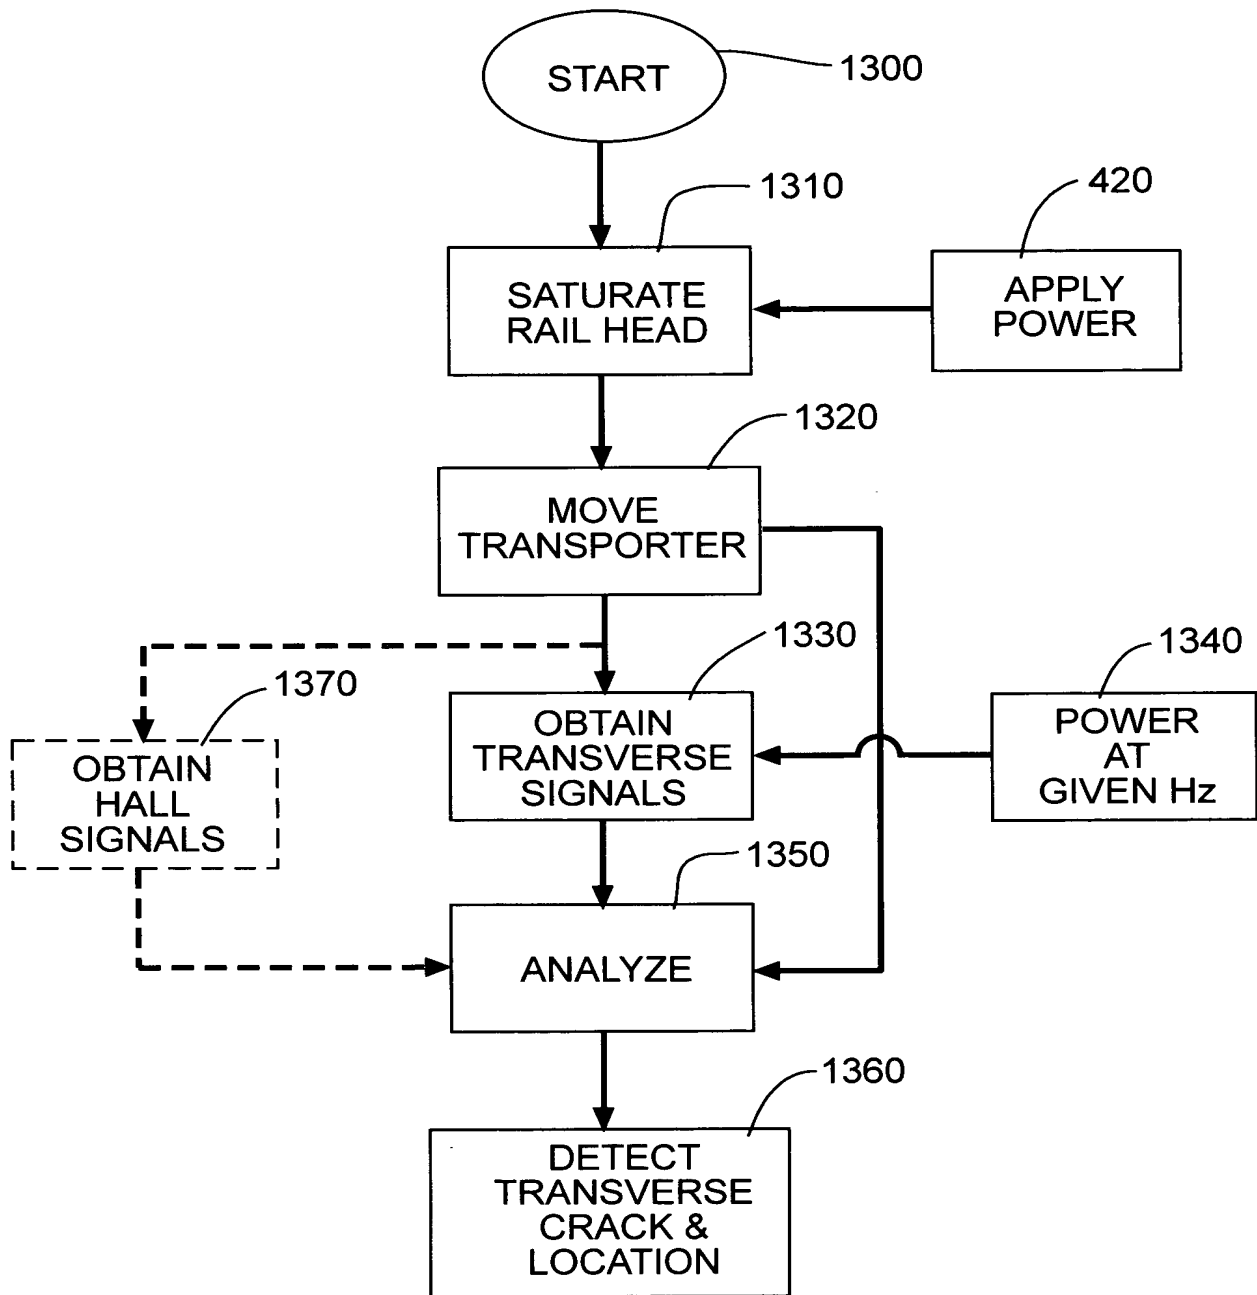 START
1300
1310
420
SATURATE
RAIL HEAD
APPLY
POWER
1320
MOVE
TRANSPORTER
1330
1340
1370
OBTAIN
TRANSVERSE
SIGNALS
POWER
AT
GIVEN Hz
OBTAIN
HALL
SIGNALS
1350
ANALYZE
1360
DETECT
TRANSVERSE
CRACK &
LOCATION